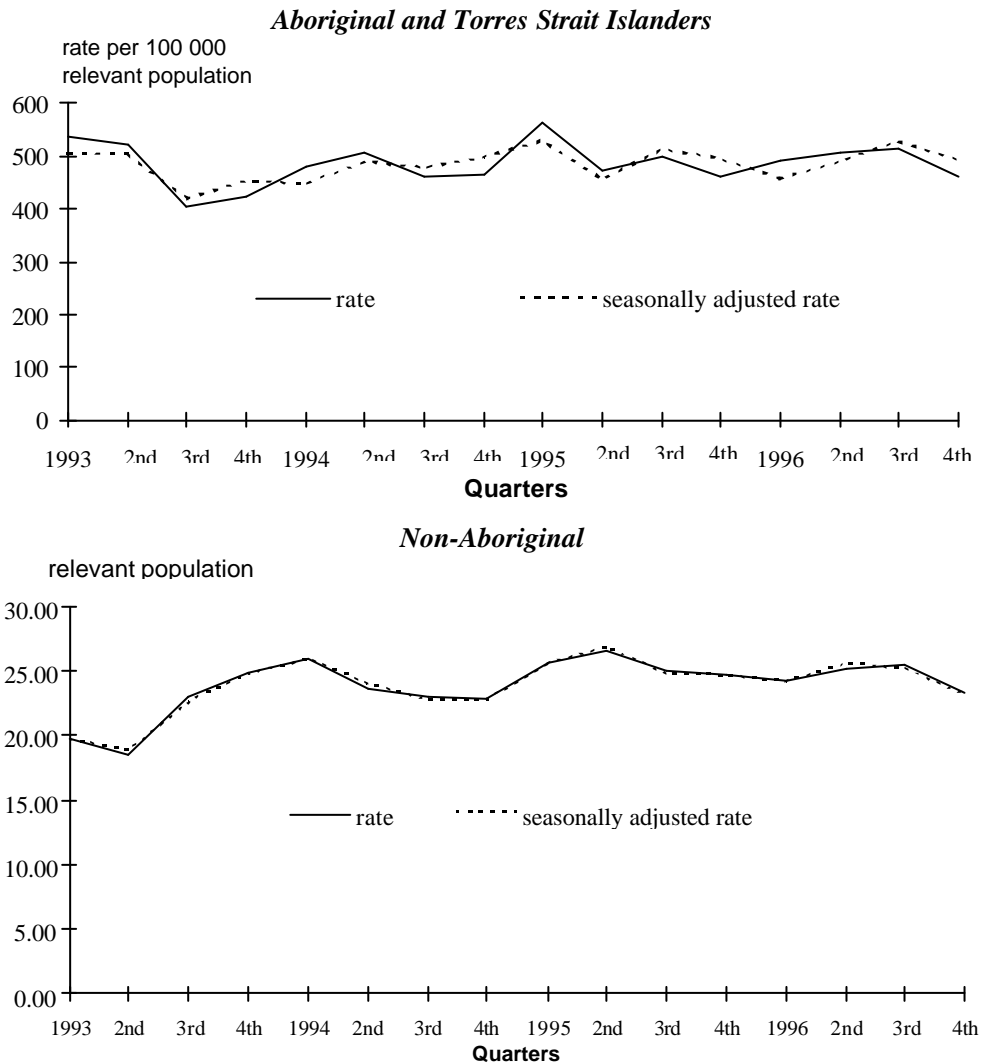 Aboriginal and Torres Strait Islanders
rate per 100 000
relevant population
600
500
400
300
200
100
0
rate
seasonally adjusted rate
1993 2nd 3rd 4th 1994 2nd 3rd 4th 1995 2nd 3rd 4th 1996 2nd 3rd 4th
Quarters
Non-Aboriginal
relevant population
30.00
25.00
20.00
15.00
10.00
5.00
0.00
rate
seasonally adjusted rate
1993 2nd 3rd 4th 1994 2nd 3rd 4th 1995 2nd 3rd 4th 1996 2nd 3rd 4th
Quarters